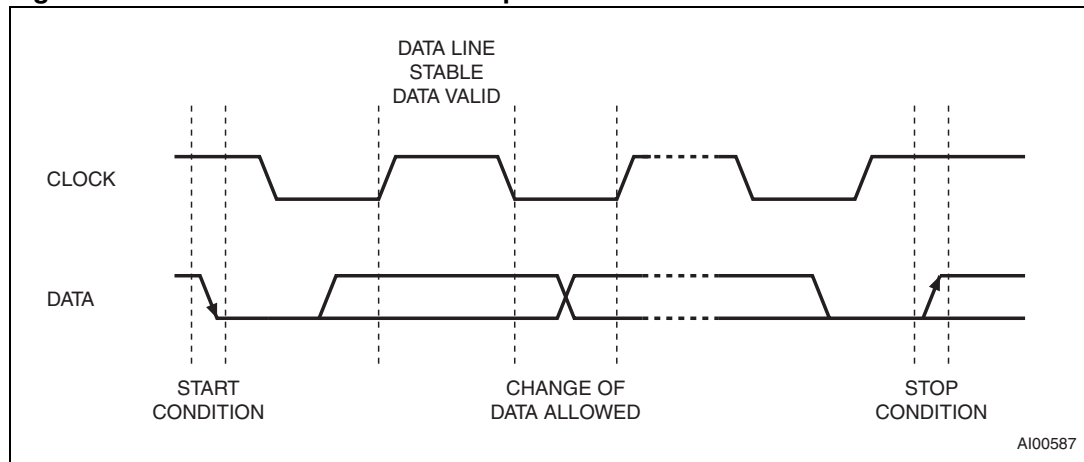 DATA LINE
STABLE
DATA VALID
CLOCK
DATA
START
CONDITION
CHANGE OF
DATA ALLOWED
STOP
CONDITION
AI00587